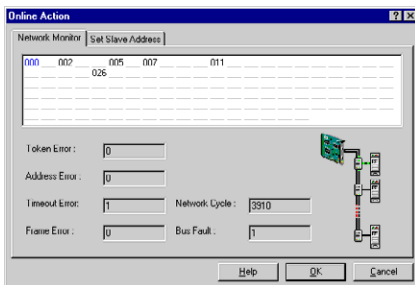 Online Action
Network Monitor Set Slave Address
000 002 005 007 011
026
Token Error : 0
Address Error : 0
Timeout Error: 1 Network Cycle : 3910
Frame Error : 0 Bus Fault : 1
Help OK Cancel